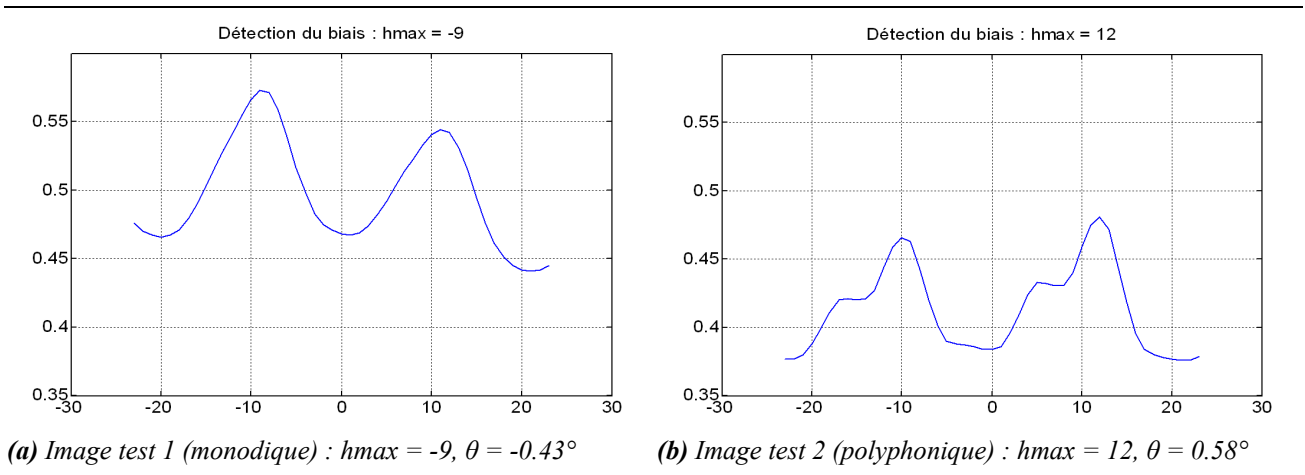 Détection du biais : hmax = -9
0.55
0.5
0.45
0.4
0.35
-30 -20 -10 0 10 20 30
(a) Image test 1 (monodique) : hmax = -9, θ = -0.43°
Détection du biais : hmax = 12
0.55
0.5
0.45
0.4
0.35
-30 -20 -10 0 10 20 30
(b) Image test 2 (polyphonique) : hmax = 12, θ = 0.58°